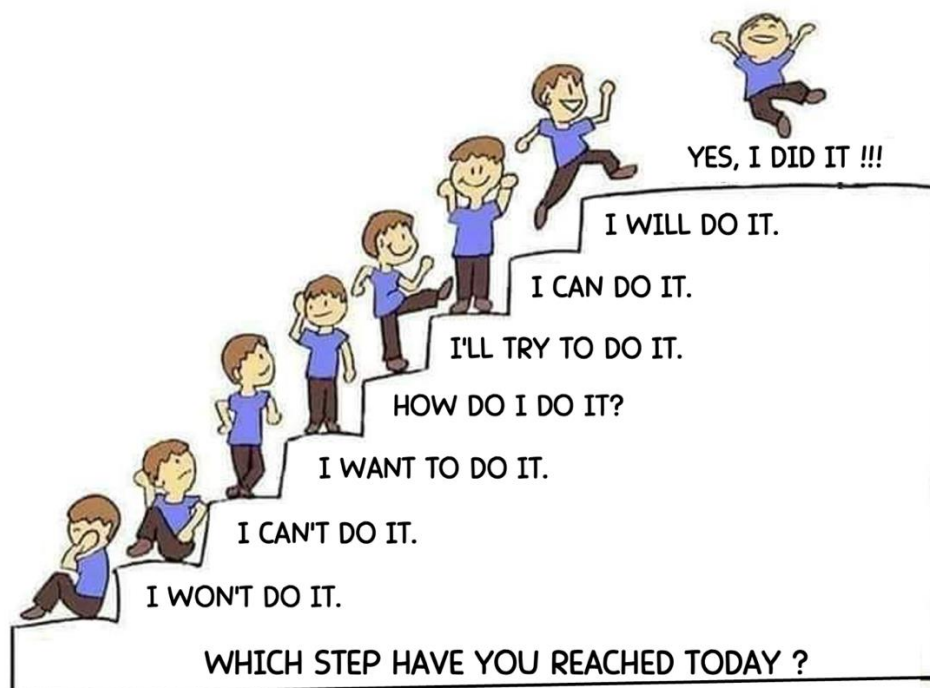 YES, I DID IT !!!
I WILL DO IT.
I CAN DO IT.
I'LL TRY TO DO IT.
HOW DO I DO IT?
I WANT TO DO IT.
I CAN'T DO IT.
I WON'T DO IT.
WHICH STEP HAVE YOU REACHED TODAY ?